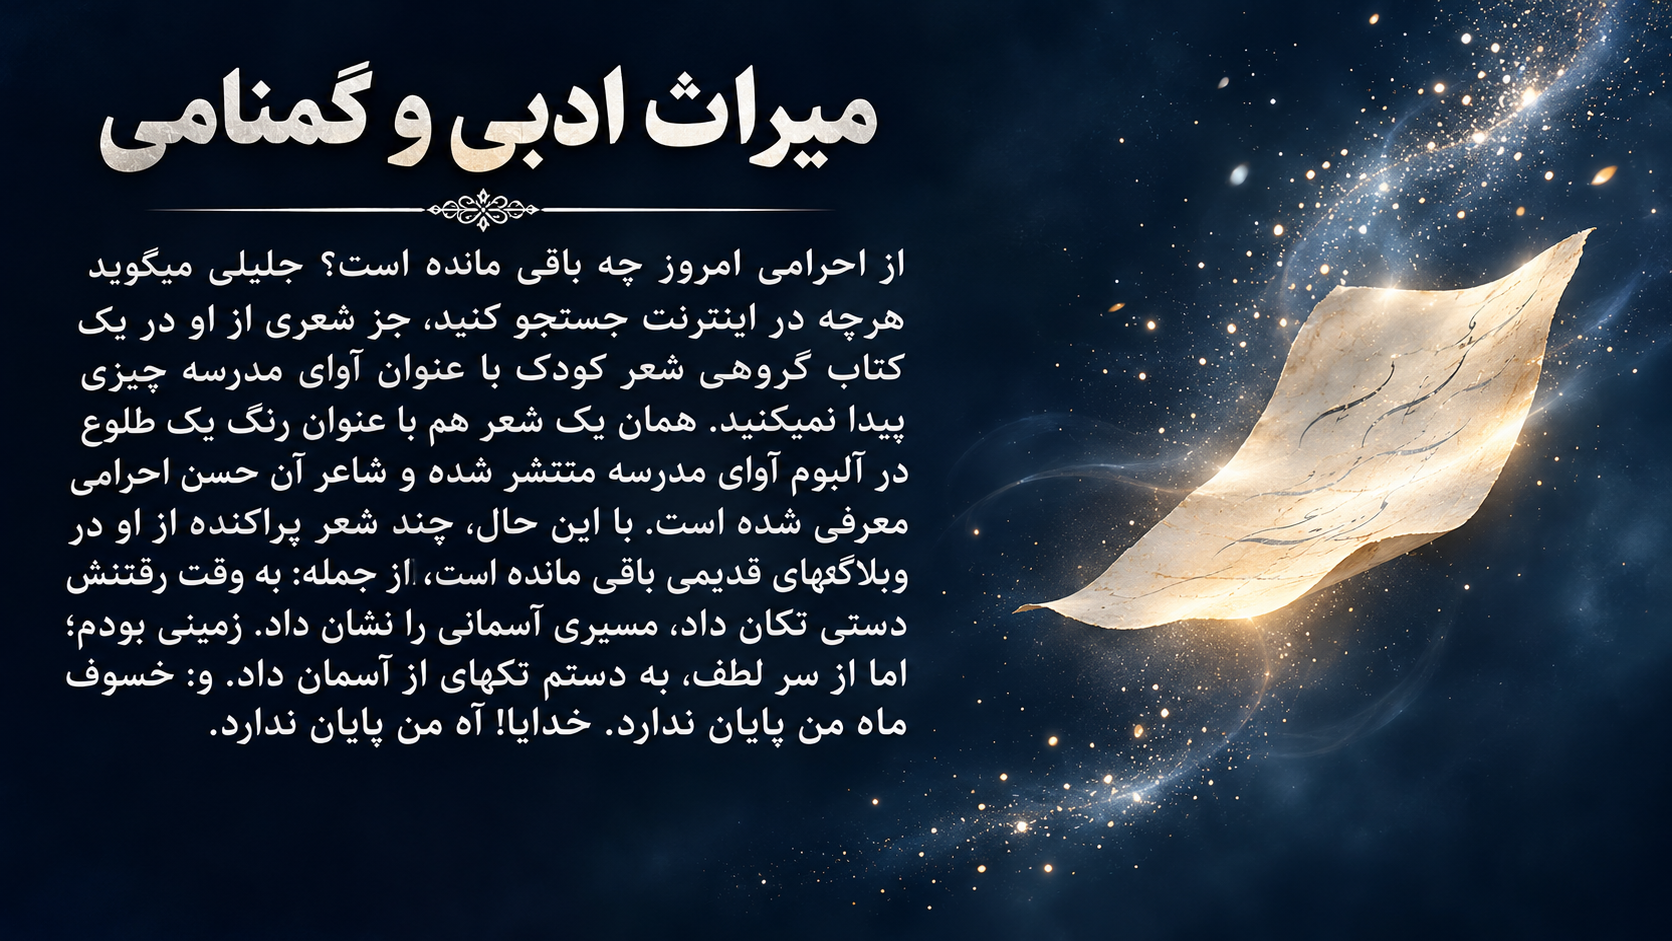 میراث ادبی و گمنامی
از احرامی امروز چه باقی مانده است؟ جلیلی میگوید
هرچه در اینترنت جستجو کنید، جز شعری از او در یک
کتاب گروهی شعر کودک با عنوان آوای مدرسه چیزی
پیدا نمیکنید. همان یک شعر هم با عنوان رنگ یک طلوع
در آلبوم آوای مدرسه متتشر شده و شاعر آن حسن احرامی
معرفی شده است. با این حال، چند شعر پراکنده از او در
وبلاگهای قدیمی باقی مانده است، از جمله: به وقت رقتنش
دستی تکان داد، مسیری آسمانی را نشان داد. زمینی بودم؛
اما از سر لطف، به دستم تکهای از آسمان داد. و: خسوف
ماه من پایان ندارد. خدایا! آه من پایان ندارد.